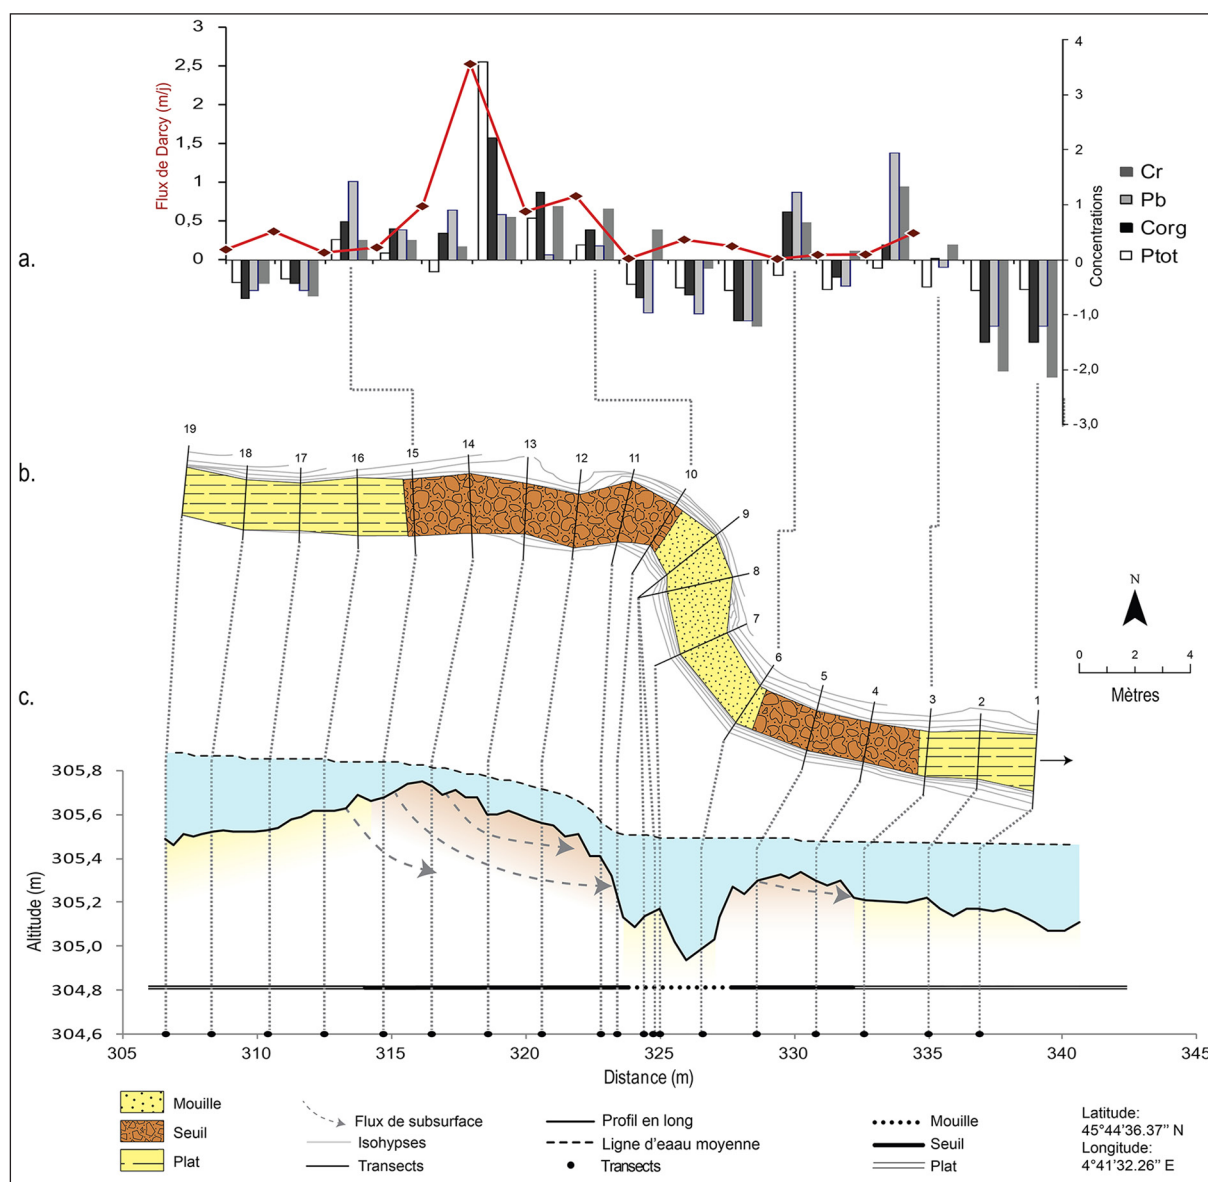 a.
Flux de Darcy (m/j)
3
2,5
2
1,5
1
0,5
0
4
3
2
1
0
- 1,0
- 2,0
-3,0
Concentrations
Cr
Pb
Corg
Ptot
b.
19
18
17
16
15
14
13
12
11
10
9
8
7
6
5
4
3
2
1
N
0 2 4
Mètres
c.
Altitude (m)
305,8
305,6
305,4
305,2
305,0
304,8
304,6
305 310 315 320 325 330 335 340 345
Distance (m)
Mouille
Seuil
Plat
Flux de subsurface
Isohypses
Transects
Profil en long
Ligne d'eaau moyenne
Transects
Mouille
Seuil
Plat
Latitude:
45°44'36.37" N
Longitude:
4°41'32.26" E